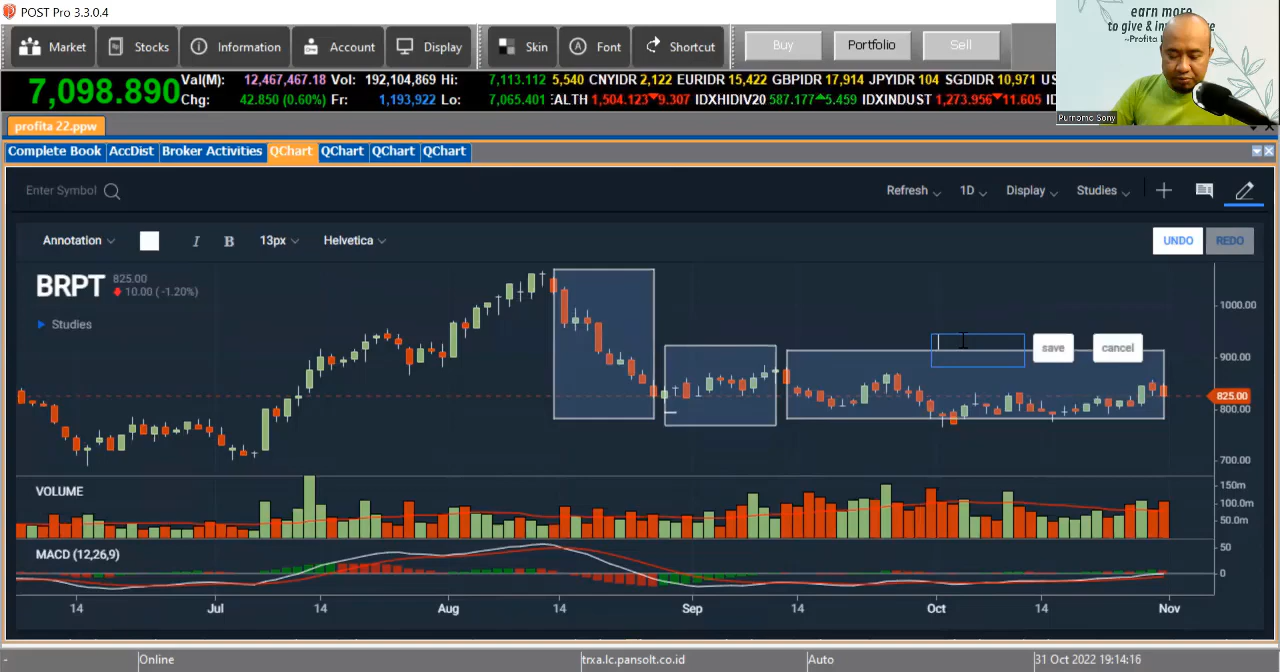 POST Pro 3.3.0.4
earn more
to give &
~Profita
Market Stocks Information Account Display Skin Font Shortcut Buy Portfolio Sell
7,098.890 Val(M): 12,467,467.18 Vol: 192,104,869 Hi: 7,113.112 5,540 CNYIDR 2,122 EURIDR 15,422 GBPIDR 17,914 JPYIDR 104 SGDIDR 10,971
Chg: 42.850 (0.60%) Fr: 1,193,922 Lo: 7,065.401 EALTH 1,504.123▼9.307 IDXHIDIV20 587.177▲5.459 IDXINDUST 1,273.956▼11.605
Purnomo Sony
profita 22.ppw
Complete Book AccDist Broker Activities QChart QChart QChart QChart
Enter Symbol Refresh 1D Display Studies
Annotation I B 13px Helvetica UNDO REDO
BRPT 825.00
10.00 ( -1.20%)
Studies
save cancel
1000.00
900.00
825.00
800.00
700.00
VOLUME
150m
100.0m
50.0m
MACD (12,26,9)
50
0
14 Jul 14 Aug 14 Sep 14 Oct 14 Nov
- Online trxa.lc.pansolt.co.id Auto 31 Oct 2022 19:14:16